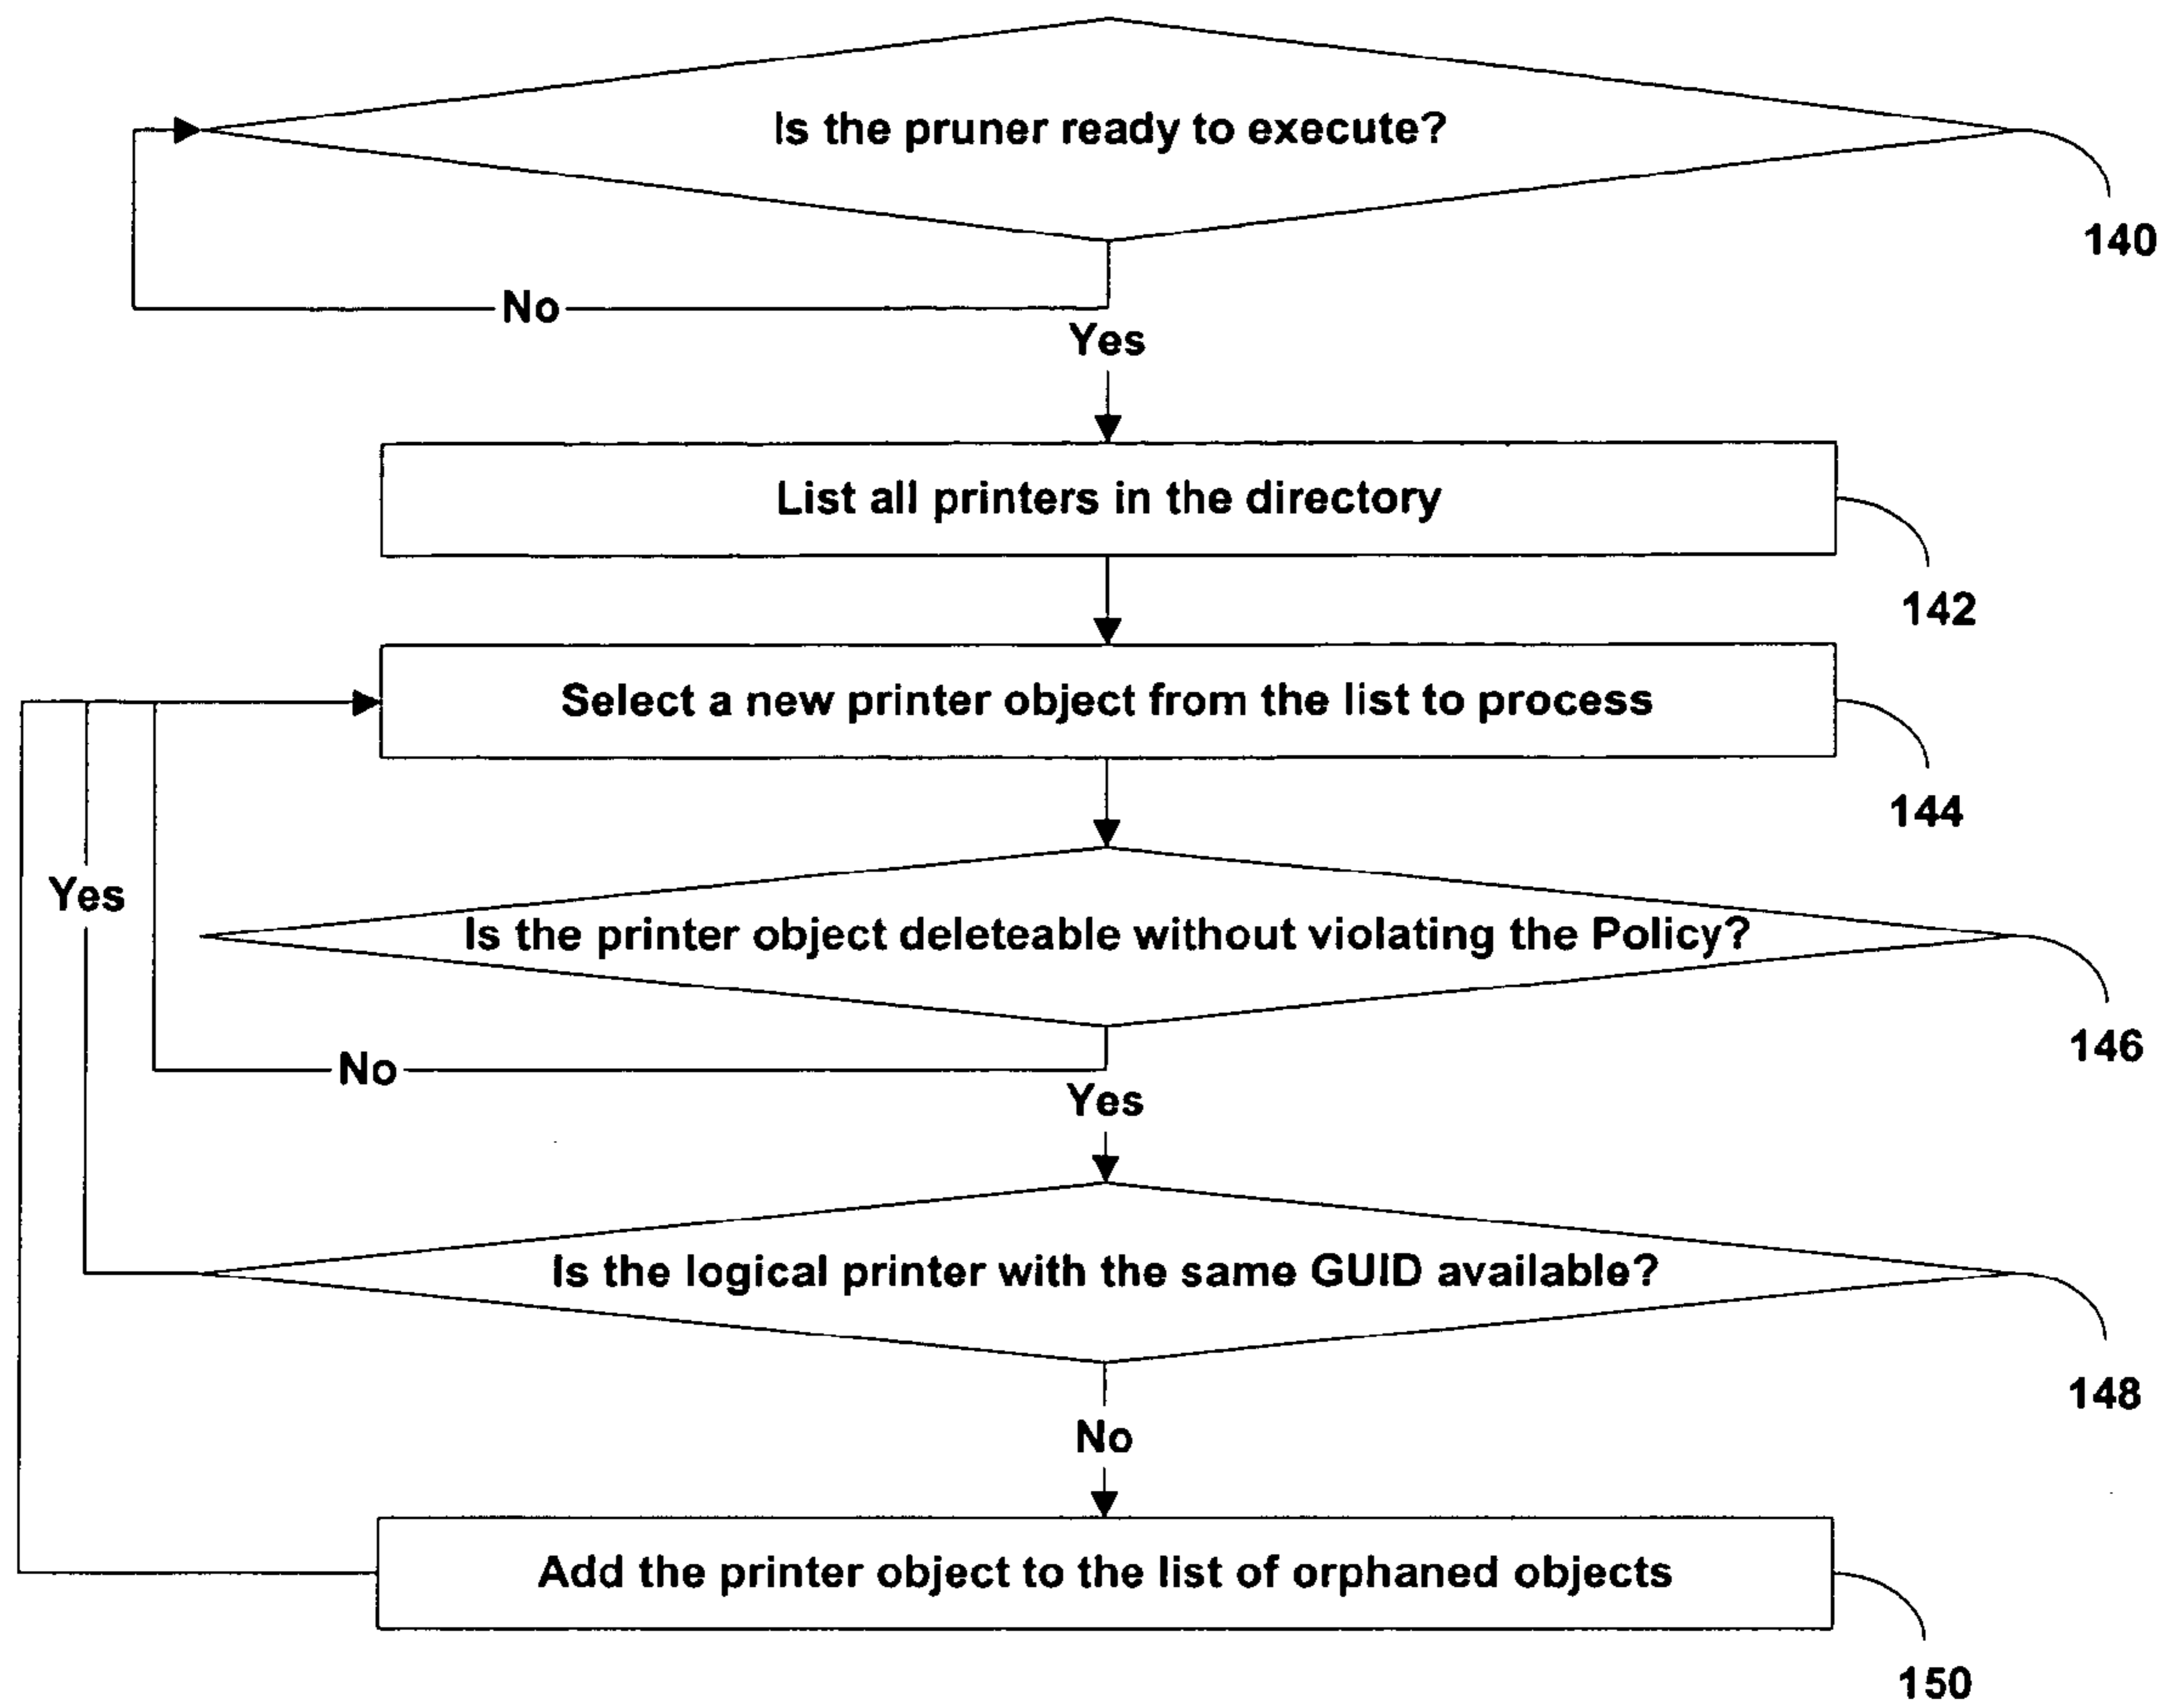 Is the pruner ready to execute?
140
No
Yes
List all printers in the directory
142
Select a new printer object from the list to process
144
Yes
Is the printer object deleteable without violating the Policy?
146
No
Yes
Is the logical printer with the same GUID available?
148
No
Add the printer object to the list of orphaned objects
150